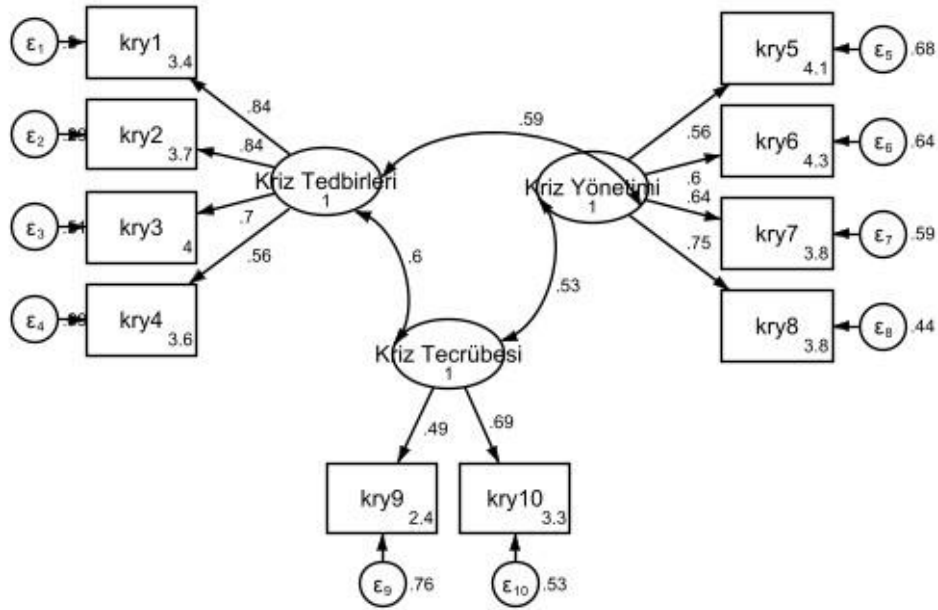 ε1
kry1
3.4
.84
ε2
kry2
3.7
.84
ε3
kry3
4
.7
ε4
kry4
3.6
.56
Kriz Tedbirleri
1
.59
Kriz Yönetimi
1
.6
.53
Kriz Tecrübesi
1
kry5
4.1
ε5
.68
.56
kry6
4.3
ε6
.64
.6
kry7
3.8
ε7
.59
.64
kry8
3.8
ε8
.44
.75
.49
.69
kry9
2.4
kry10
3.3
ε9
.76
ε10
.53